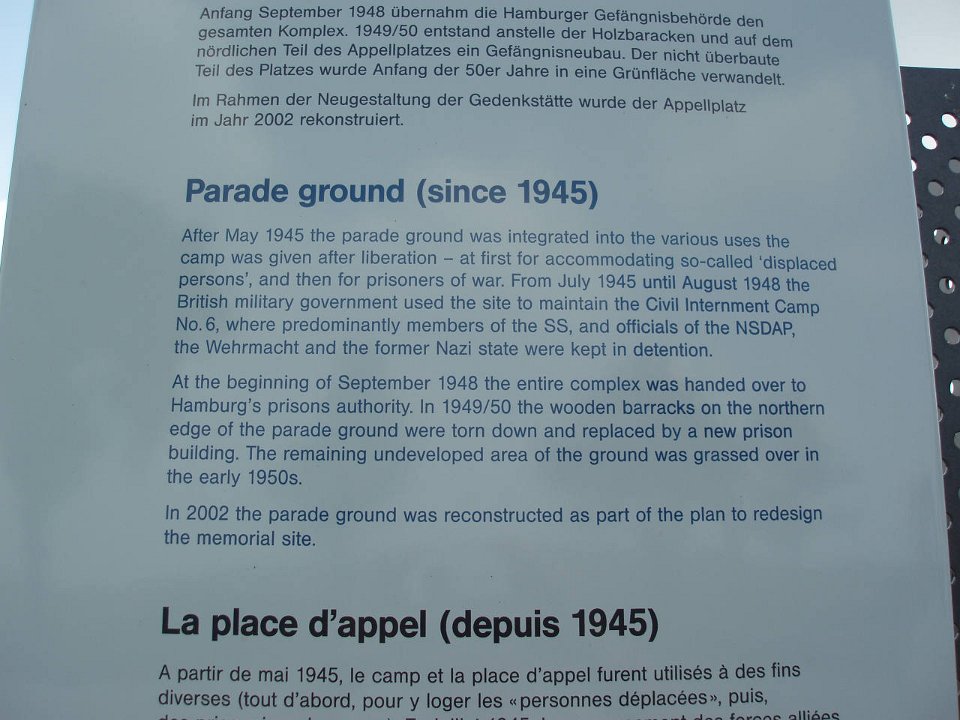 Anfang September 1948 übernahm die Hamburger Gefängnisbehörde den
gesamten Komplex. 1949/50 entstand anstelle der Holzbaracken und auf dem
nördlichen Teil des Appellplatzes ein Gefängnisneubau. Der nicht überbaute
Teil des Platzes wurde Anfang der 50er Jahre in eine Grünfläche verwandelt.
Im Rahmen der Neugestaltung der Gedenkstätte wurde der Appellplatz
im Jahr 2002 rekonstruiert.
Parade ground (since 1945)
After May 1945 the parade ground was integrated into the various uses the
camp was given after liberation – at first for accommodating so-called ‘displaced
persons’, and then for prisoners of war. From July 1945 until August 1948 the
British military government used the site to maintain the Civil Internment Camp
No. 6, where predominantly members of the SS, and officials of the NSDAP,
the Wehrmacht and the former Nazi state were kept in detention.
At the beginning of September 1948 the entire complex was handed over to
Hamburg’s prisons authority. In 1949/50 the wooden barracks on the northern
edge of the parade ground were torn down and replaced by a new prison
building. The remaining undeveloped area of the ground was grassed over in
the early 1950s.
In 2002 the parade ground was reconstructed as part of the plan to redesign
the memorial site.
La place d’appel (depuis 1945)
A partir de mai 1945, le camp et la place d’appel furent utilisés à des fins
diverses (tout d’abord, pour y loger les «personnes déplacées», puis,
des forces alliées